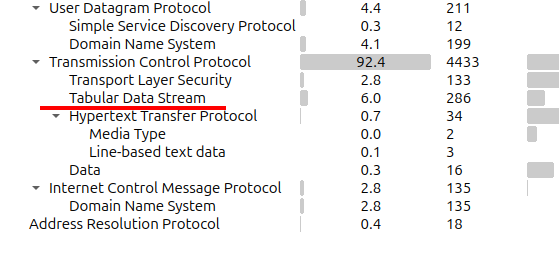 User Datagram Protocol 4.4 211
Simple Service Discovery Protocol 0.3 12
Domain Name System 4.1 199
Transmission Control Protocol 92.4 4433
Transport Layer Security 2.8 133
Tabular Data Stream 6.0 286
Hypertext Transfer Protocol 0.7 34
Media Type 0.0 2
Line-based text data 0.1 3
Data 0.3 16
Internet Control Message Protocol 2.8 135
Domain Name System 2.8 135
Address Resolution Protocol 0.4 18